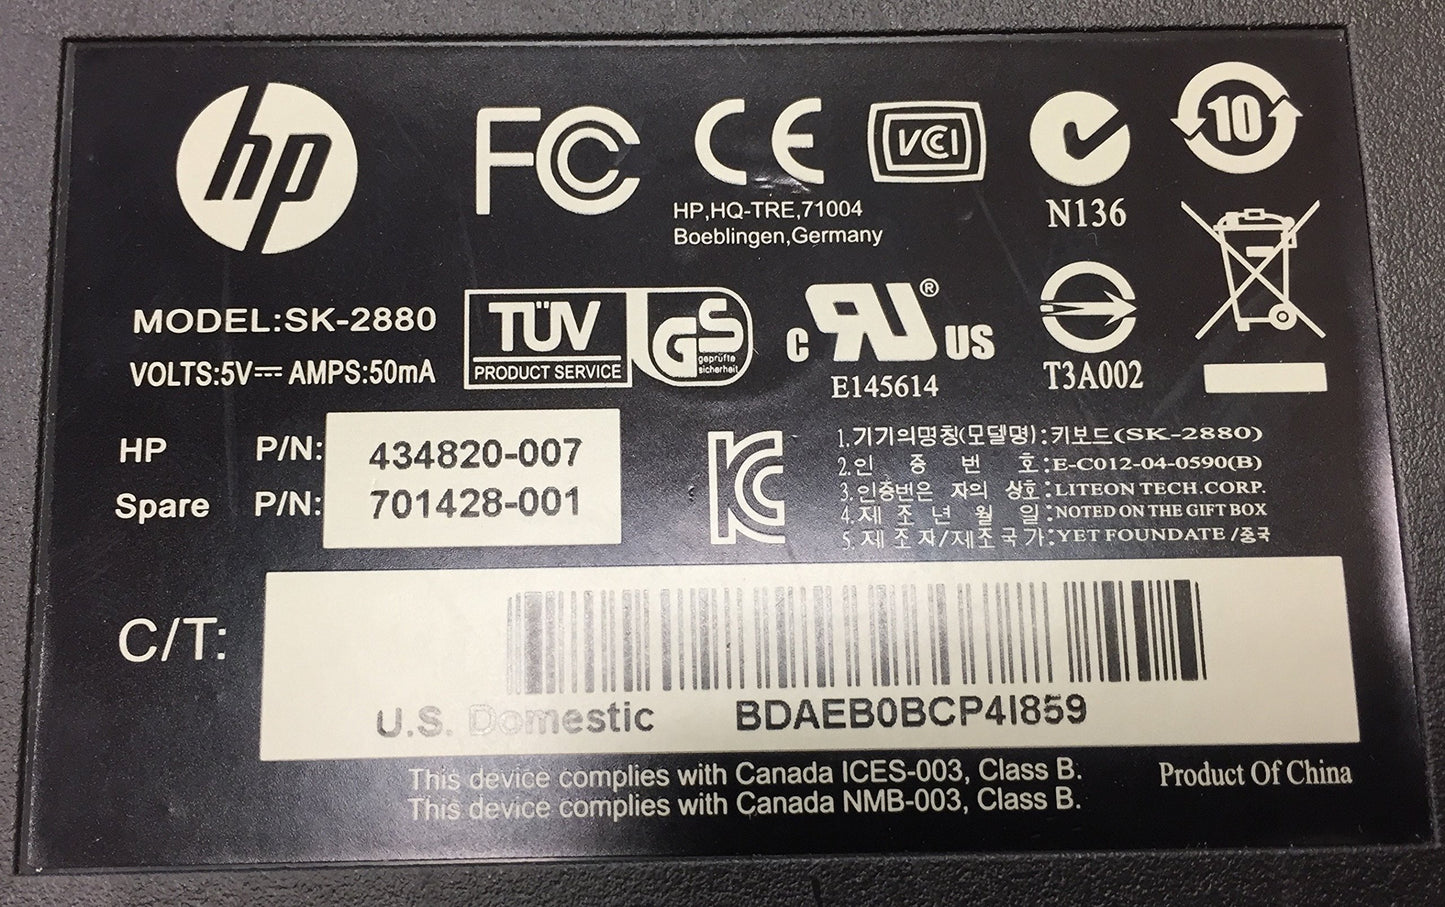 hp
FC
CE
VCI
10
HP,HQ-TRE,71004
Boeblingen,Germany
N136
MODEL:SK-2880
VOLTS:5V⎓ AMPS:50mA
TÜV
PRODUCT SERVICE
GS
geprüfte
sicherheit
c RU® US
E145614
T3A002
HP P/N: 434820-007
Spare P/N: 701428-001
KC
1.기기의명칭(모델명):키보드(SK-2880)
2.인 증 번 호:E-C012-04-0590(B)
3.인증받은 자의 상호:LITEON TECH.CORP.
4.제 조 년 월 일:NOTED ON THE GIFT BOX
5.제 조 자/제 조 국 가:YET FOUNDATE /중국
C/T:
U.S. Domestic BDAEB0BCP4I859
This device complies with Canada ICES-003, Class B.
This device complies with Canada NMB-003, Class B.
Product Of China